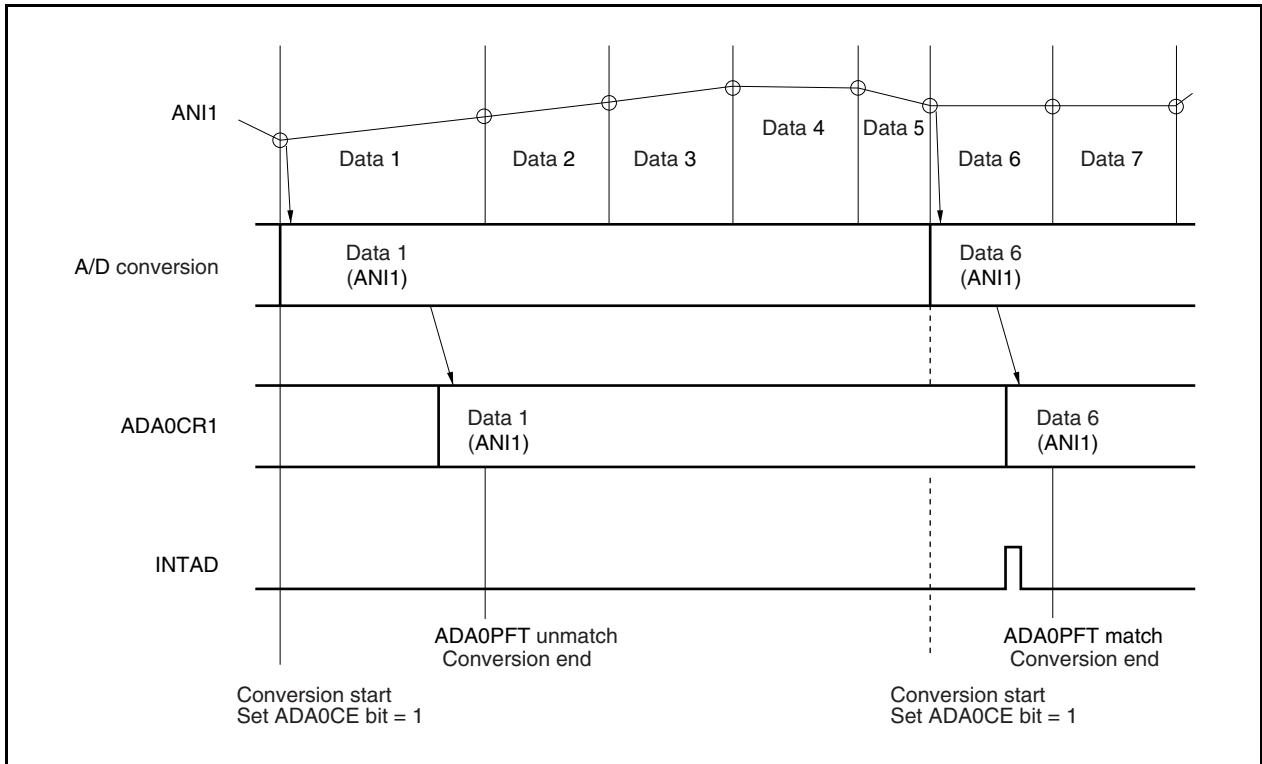 ANI1
Data 1
Data 2
Data 3
Data 4
Data 5
Data 6
Data 7
A/D conversion
Data 1
(ANI1)
Data 6
(ANI1)
ADA0CR1
Data 1
(ANI1)
Data 6
(ANI1)
INTAD
ADA0PFT unmatch
Conversion end
ADA0PFT match
Conversion end
Conversion start
Set ADA0CE bit = 1
Conversion start
Set ADA0CE bit = 1